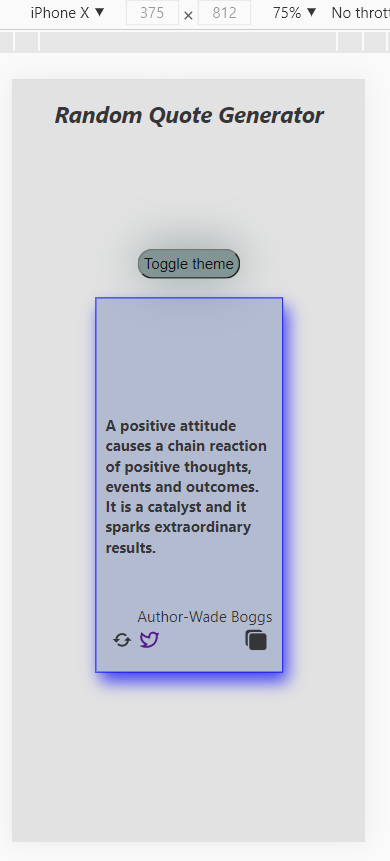 iPhone X ▼ 375 × 812 75% ▼ No thrott
Random Quote Generator
Toggle theme
A positive attitude
causes a chain reaction
of positive thoughts,
events and outcomes.
It is a catalyst and it
sparks extraordinary
results.
Author-Wade Boggs